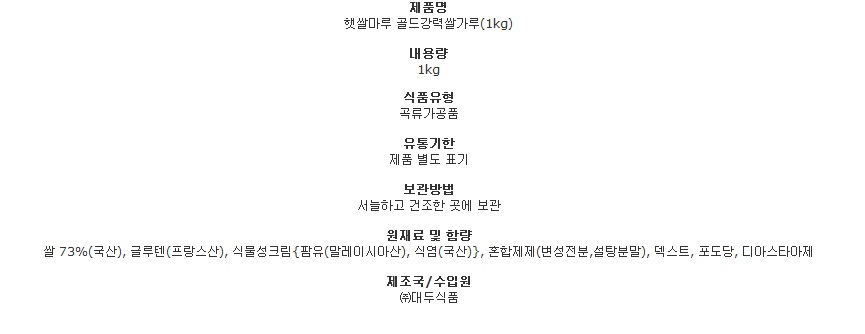 제품명
햇쌀마루 골드강력쌀가루(1kg)
내용량
1kg
식품유형
곡류가공품
유통기한
제품 별도 표기
보관방법
서늘하고 건조한 곳에 보관
원재료 및 함량
쌀 73%(국산), 글루텐(프랑스산), 식물성크림{팜유(말레이시아산), 식염(국산)}, 혼합제제(변성전분,설탕분말), 덱스트, 포도당, 디아스타아제
제조국/수입원
㈜대두식품